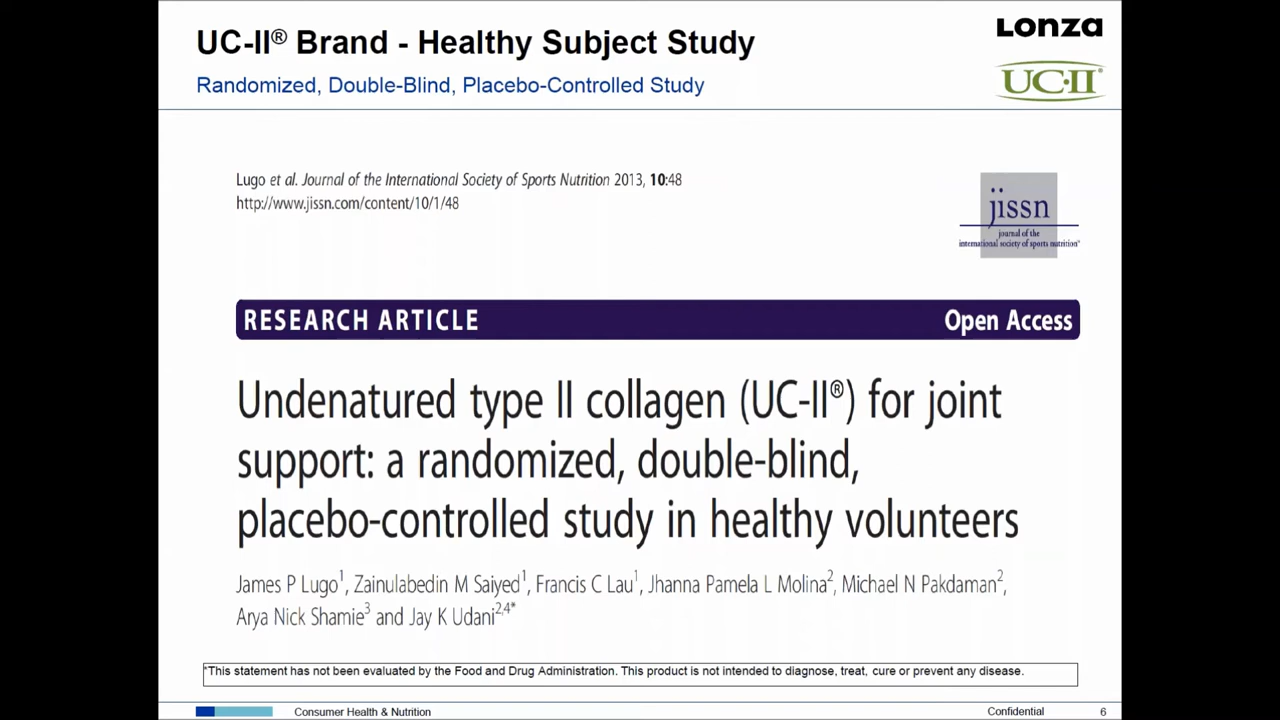 UC-II® Brand - Healthy Subject Study
Randomized, Double-Blind, Placebo-Controlled Study
Lonza
UC·II®
Lugo et al. Journal of the International Society of Sports Nutrition 2013, 10:48
http://www.jissn.com/content/10/1/48
jissn
journal of the
international society of sports nutrition
RESEARCH ARTICLE
Open Access
Undenatured type II collagen (UC-II®) for joint
support: a randomized, double-blind,
placebo-controlled study in healthy volunteers
James P Lugo1, Zainulabedin M Saiyed1, Francis C Lau1, Jhanna Pamela L Molina2, Michael N Pakdaman2,
Arya Nick Shamie3 and Jay K Udani2,4*
*This statement has not been evaluated by the Food and Drug Administration. This product is not intended to diagnose, treat, cure or prevent any disease.
Consumer Health & Nutrition
Confidential
6